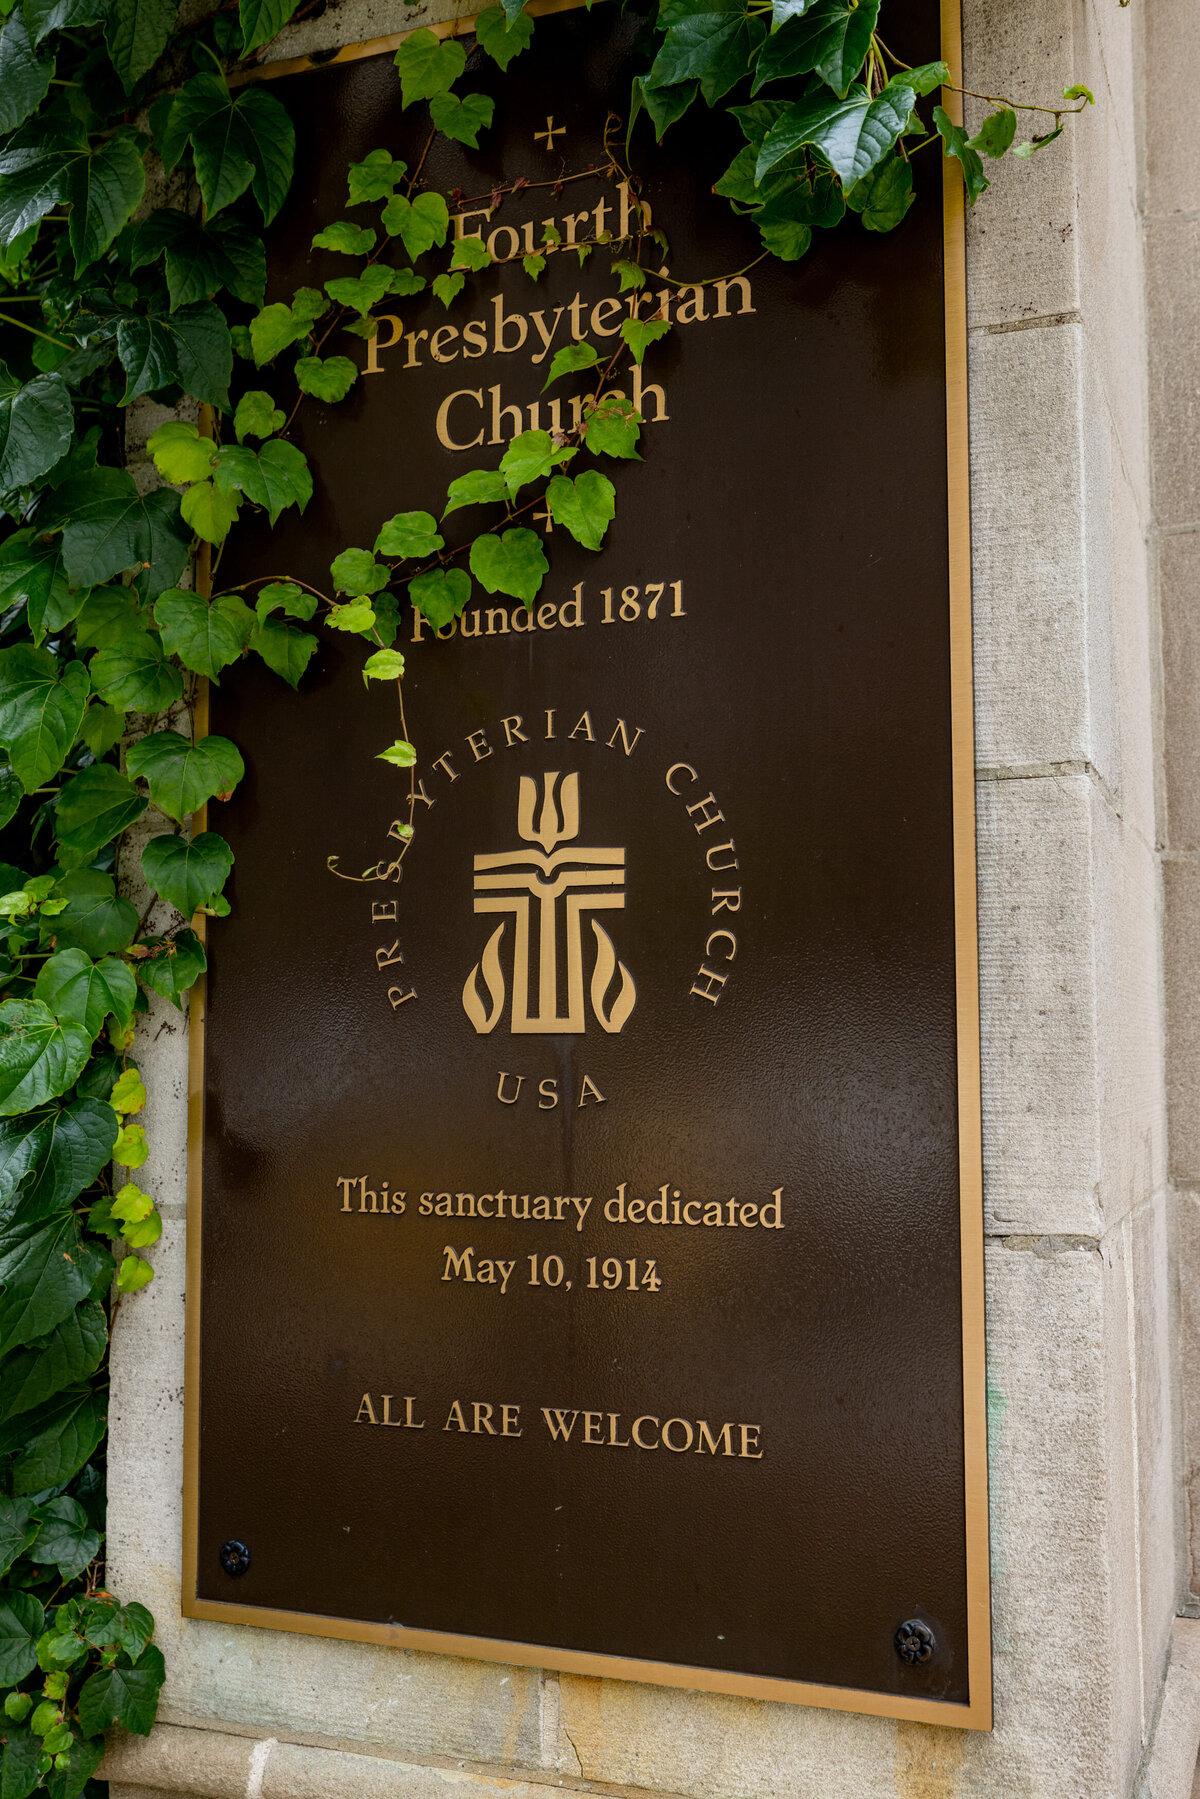 Fourth
Presbyterian
Church
Founded 1871
PRESBYTERIAN CHURCH
USA
This sanctuary dedicated
May 10, 1914
ALL ARE WELCOME